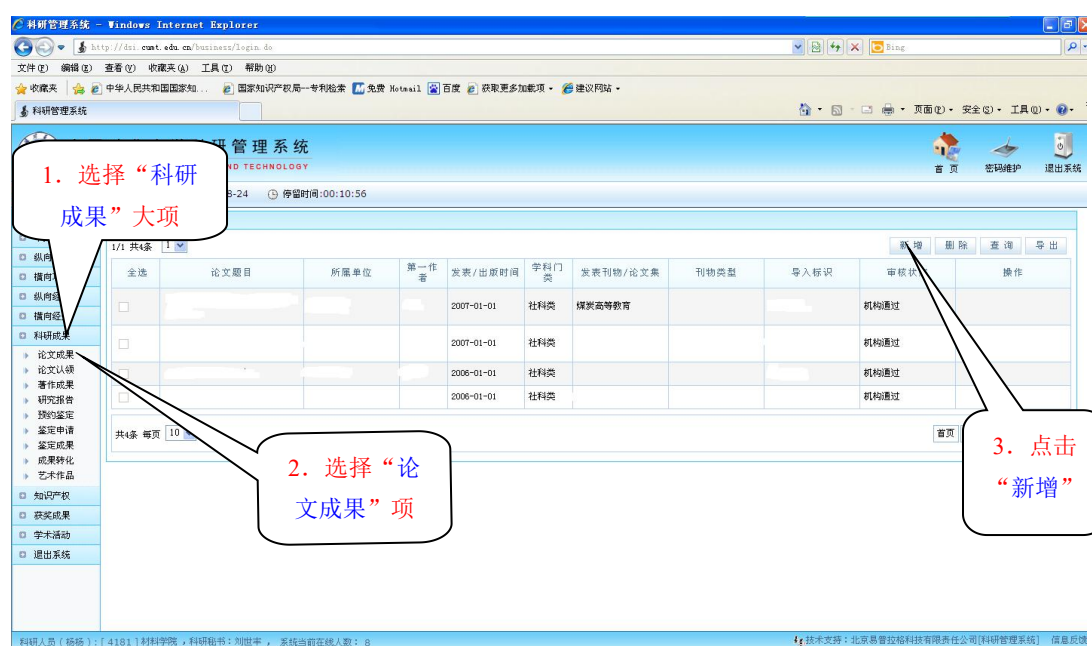 科研管理系统 - Windows Internet Explorer
http://dsi.cumt.edu.cn/business/login.do
Bing
文件(F) 编辑(E) 查看(V) 收藏夹(A) 工具(T) 帮助(H)
收藏夹 中华人民共和国国家知... 国家知识产权局--专利检索 免费 Hotmail 百度 获取更多加载项 建议网站
科研管理系统
页面(P) 安全(S) 工具(O)
研管理系统
ND TECHNOLOGY
首 页 密码维护 退出系统
8-24 停留时间:00:10:56
1. 选择“科研
成果”大项
1/1 共4条 1
新 增 删 除 查 询 导 出
全选 论文题目 所属单位 第一作者 发表/出版时间 学科门类 发表刊物/论文集 刊物类型 导入标识 审核状 操作
2007-01-01 社科类 煤炭高等教育 机构通过
2007-01-01 社科类 机构通过
2006-01-01 社科类 机构通过
2006-01-01 社科类 机构通过
共4条 每页 10
首页
纵向
横向
纵向经
横向经
科研成果
论文成果
论文认领
著作成果
研究报告
预约鉴定
鉴定申请
鉴定成果
成果转化
艺术作品
知识产权
获奖成果
学术活动
退出系统
2. 选择“论
文成果”项
3. 点击
“新增”
科研人员(杨杨):[4181]材料学院,科研秘书:刘世丰, 系统当前在线人数: 8
技术支持:北京易普拉格科技有限责任公司[科研管理系统] 信息反馈